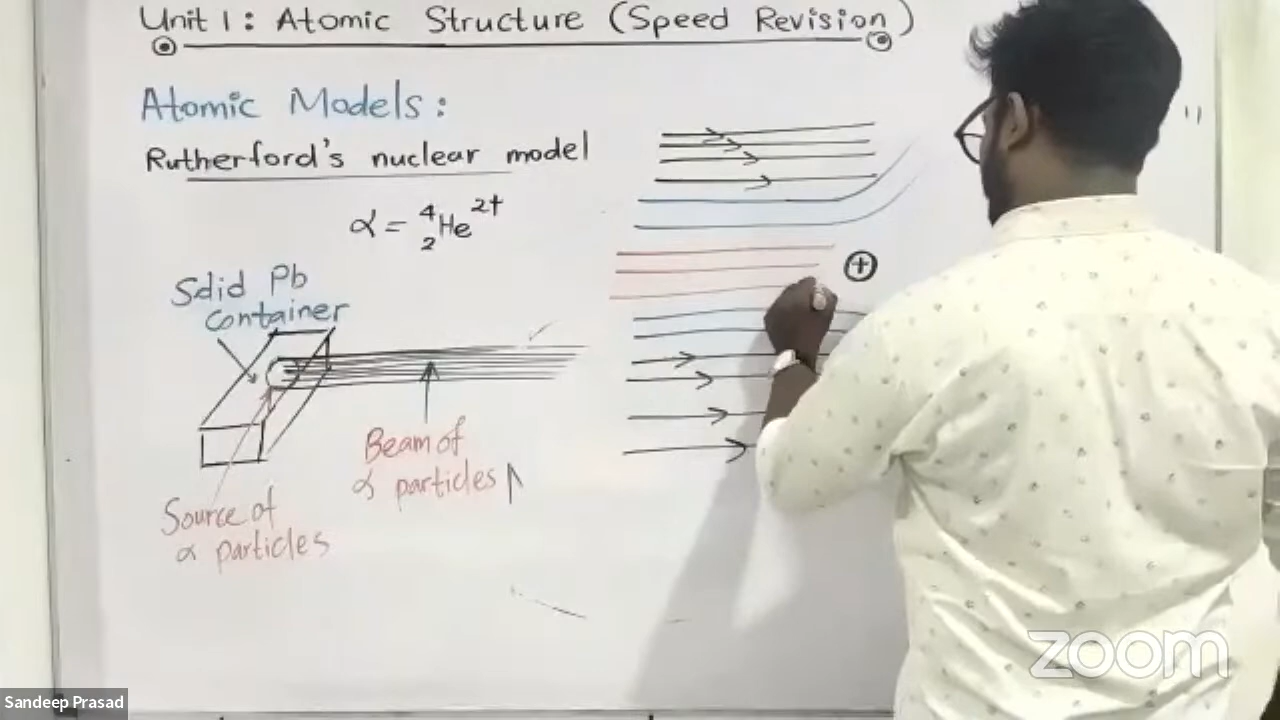 Unit 1: Atomic Structure (Speed Revision)
Atomic Models:
Rutherford's nuclear model
α = ⁴₂He²⁺
Solid Pb
container
Beam of
α particles
Source of
α particles
+
zoom
Sandeep Prasad